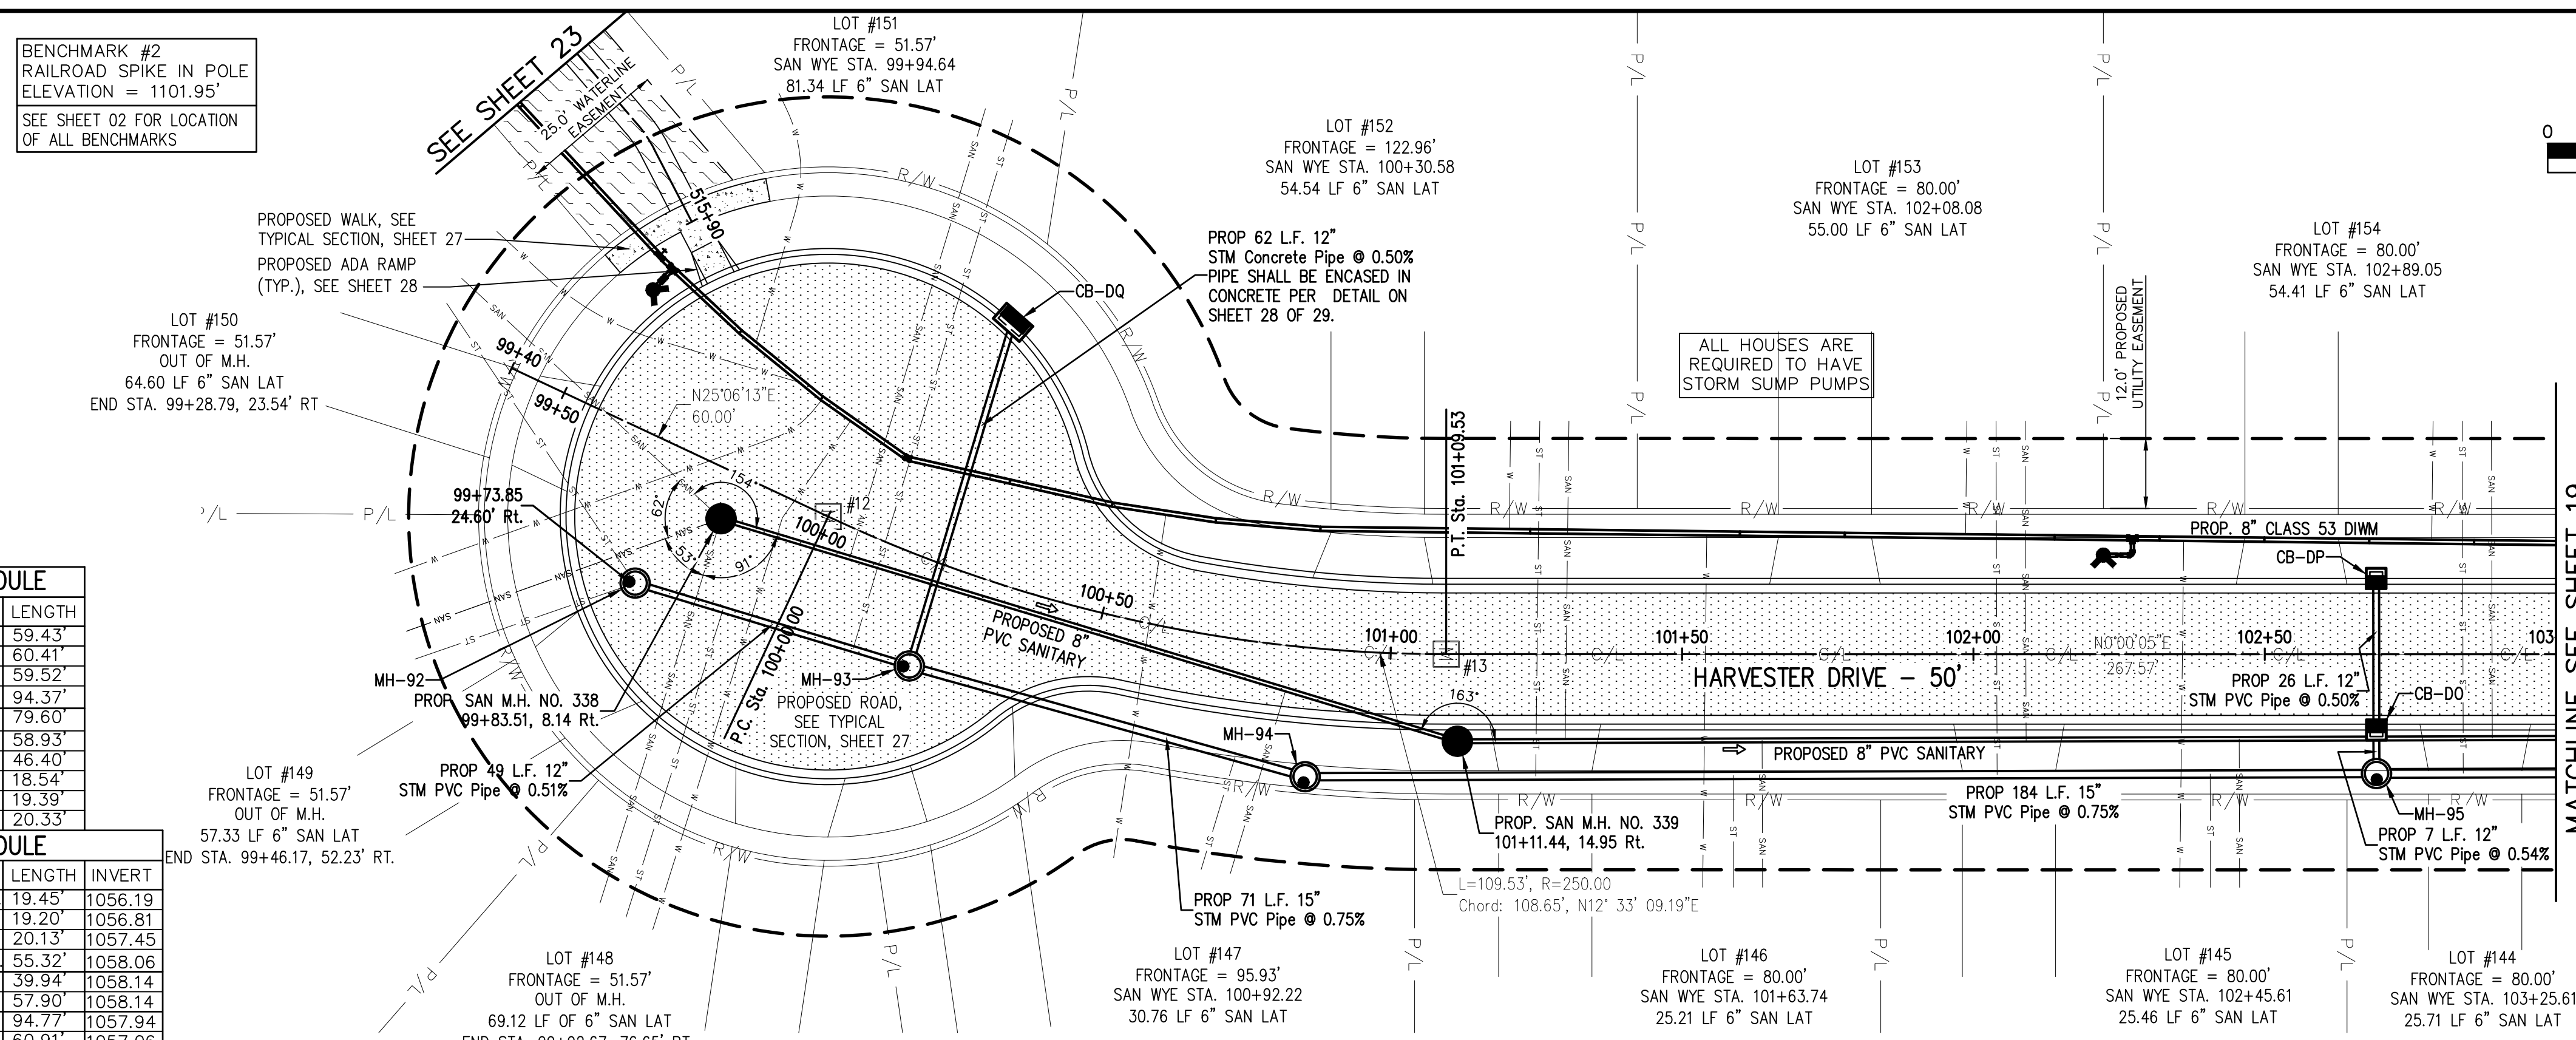 BENCHMARK #2
RAILROAD SPIKE IN POLE
ELEVATION = 1101.95'
SEE SHEET 02 FOR LOCATION
OF ALL BENCHMARKS
SEE SHEET 23
25.0' WATERLINE
EASEMENT
LOT #151
FRONTAGE = 51.57'
SAN WYE STA. 99+94.64
81.34 LF 6" SAN LAT
LOT #152
FRONTAGE = 122.96'
SAN WYE STA. 100+30.58
54.54 LF 6" SAN LAT
LOT #153
FRONTAGE = 80.00'
SAN WYE STA. 102+08.08
55.00 LF 6" SAN LAT
LOT #154
FRONTAGE = 80.00'
SAN WYE STA. 102+89.05
54.41 LF 6" SAN LAT
0
PROPOSED WALK, SEE
TYPICAL SECTION, SHEET 27
PROPOSED ADA RAMP
(TYP.), SEE SHEET 28
515+90
PROP 62 L.F. 12"
STM Concrete Pipe @ 0.50%
PIPE SHALL BE ENCASED IN
CONCRETE PER DETAIL ON
SHEET 28 OF 29.
CB-DQ
ALL HOUSES ARE
REQUIRED TO HAVE
STORM SUMP PUMPS
12.0' PROPOSED
UTILITY EASEMENT
LOT #150
FRONTAGE = 51.57'
OUT OF M.H.
64.60 LF 6" SAN LAT
END STA. 99+28.79, 23.54' RT
99+40
99+50
N25°06'13"E
60.00'
99+73.85
24.60' Rt.
154°
62°
53°
91°
#12
100+00
100+50
P.T. Sta. 101+09.53
101+00
101+50
102+00
102+50
103
#13
163°
N0°00'05"E
267.57'
HARVESTER DRIVE - 50'
PROP. 8" CLASS 53 DIWM
CB-DP
PROP 26 L.F. 12"
STM PVC Pipe @ 0.50%
CB-DO
MATCHLINE SEE SHEET 19
PROPOSED 8"
PVC SANITARY
MH-92
MH-93
PROP. SAN M.H. NO. 338
99+83.51, 8.14 Rt.
P.C. Sta. 100+00.00
PROPOSED ROAD,
SEE TYPICAL
SECTION, SHEET 27
MH-94
PROPOSED 8" PVC SANITARY
PROP 49 L.F. 12"
STM PVC Pipe @ 0.51%
PROP. SAN M.H. NO. 339
101+11.44, 14.95 Rt.
PROP 184 L.F. 15"
STM PVC Pipe @ 0.75%
MH-95
PROP 7 L.F. 12"
STM PVC Pipe @ 0.54%
L=109.53', R=250.00
Chord: 108.65', N12° 33' 09.19"E
PROP 71 L.F. 15"
STM PVC Pipe @ 0.75%
LOT #149
FRONTAGE = 51.57'
OUT OF M.H.
57.33 LF 6" SAN LAT
END STA. 99+46.17, 52.23' RT.
LOT #148
FRONTAGE = 51.57'
OUT OF M.H.
69.12 LF OF 6" SAN LAT
LOT #147
FRONTAGE = 95.93'
SAN WYE STA. 100+92.22
30.76 LF 6" SAN LAT
LOT #146
FRONTAGE = 80.00'
SAN WYE STA. 101+63.74
25.21 LF 6" SAN LAT
LOT #145
FRONTAGE = 80.00'
SAN WYE STA. 102+45.61
25.46 LF 6" SAN LAT
LOT #144
FRONTAGE = 80.00'
SAN WYE STA. 103+25.61
25.71 LF 6" SAN LAT
LENGTH
59.43'
60.41'
59.52'
94.37'
79.60'
58.93'
46.40'
18.54'
19.39'
20.33'
LENGTH INVERT
19.45' 1056.19
19.20' 1056.81
20.13' 1057.45
55.32' 1058.06
39.94' 1058.14
57.90' 1058.14
94.77' 1057.94
60.91' 1057.06